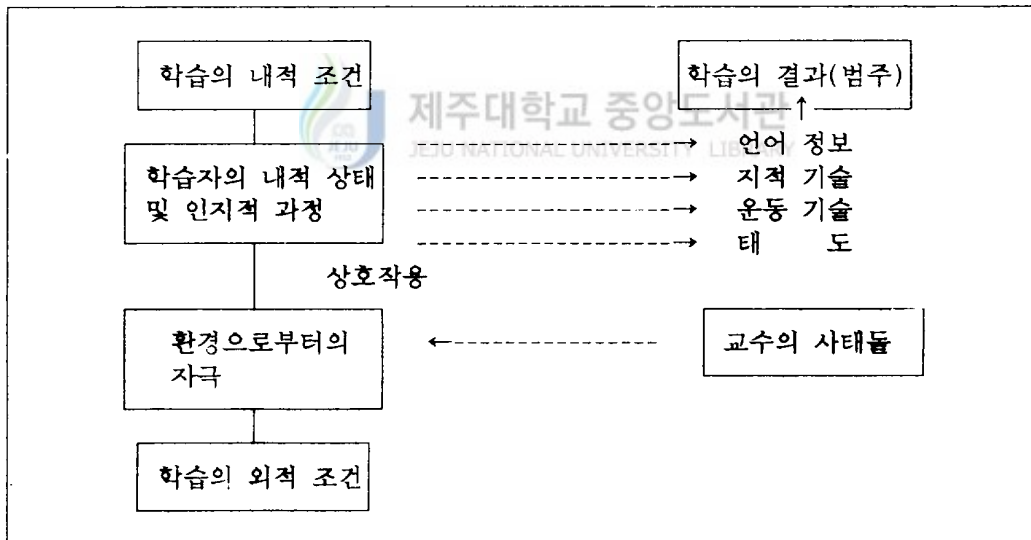 학습의 내적 조건
학습의 결과(범주)
↑
제주대학교 중앙도서관
JEJU NATIONAL UNIVERSITY LIBRARY
학습자의 내적 상태
및 인지적 과정
언어 정보
지적 기술
운동 기술
태 도
상호작용
환경으로부터의
자극
교수의 사태들
학습의 외적 조건